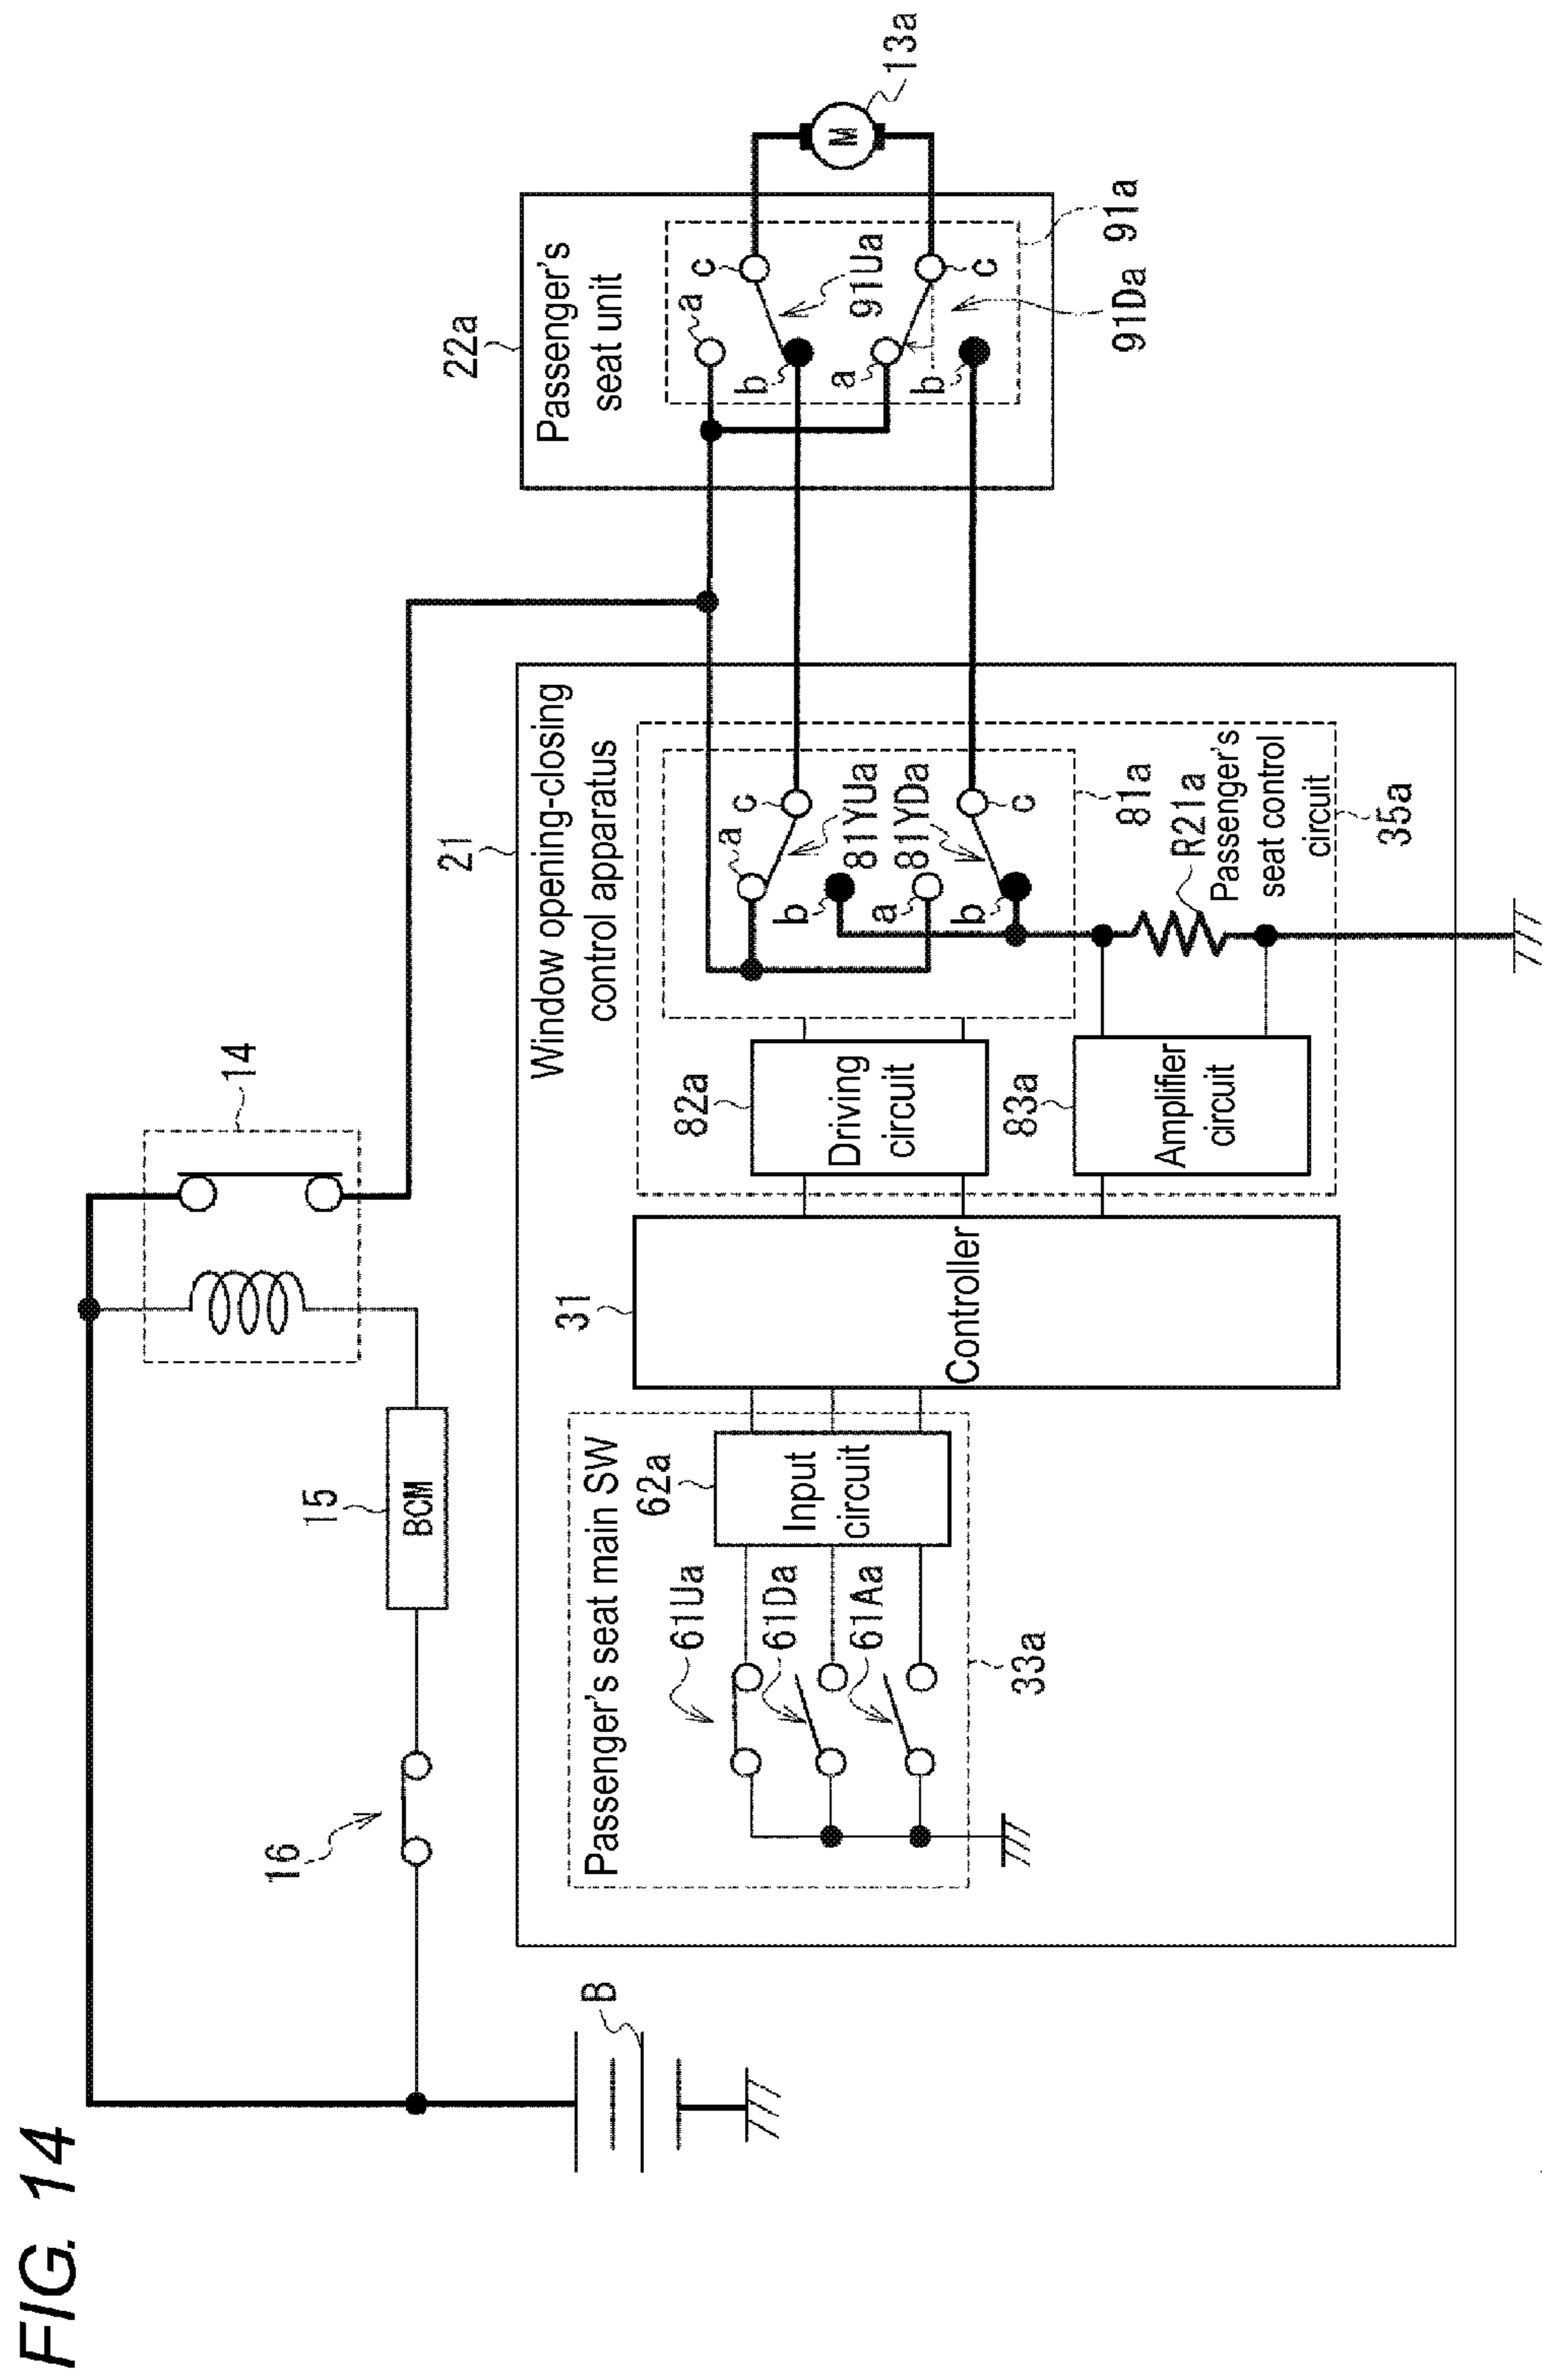 FIG. 14
14
15
BCM
16
B
21
Window opening-closing
control apparatus
Passenger's seat main SW
61Ua
61Da
61Aa
62a
Input
circuit
33a
31
Controller
82a
Driving
circuit
83a
Amplifier
circuit
a
c
b
81YUa
a
81YDa
b
c
81a
R21a
Passenger's
seat control
circuit
35a
22a
Passenger's
seat unit
a
c
b
91Ua
a
b
c
91Da
91a
M
13a